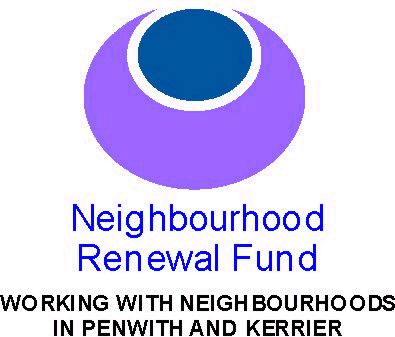 Neighbourhood
Renewal Fund
WORKING WITH NEIGHBOURHOODS
IN PENWITH AND KERRIER